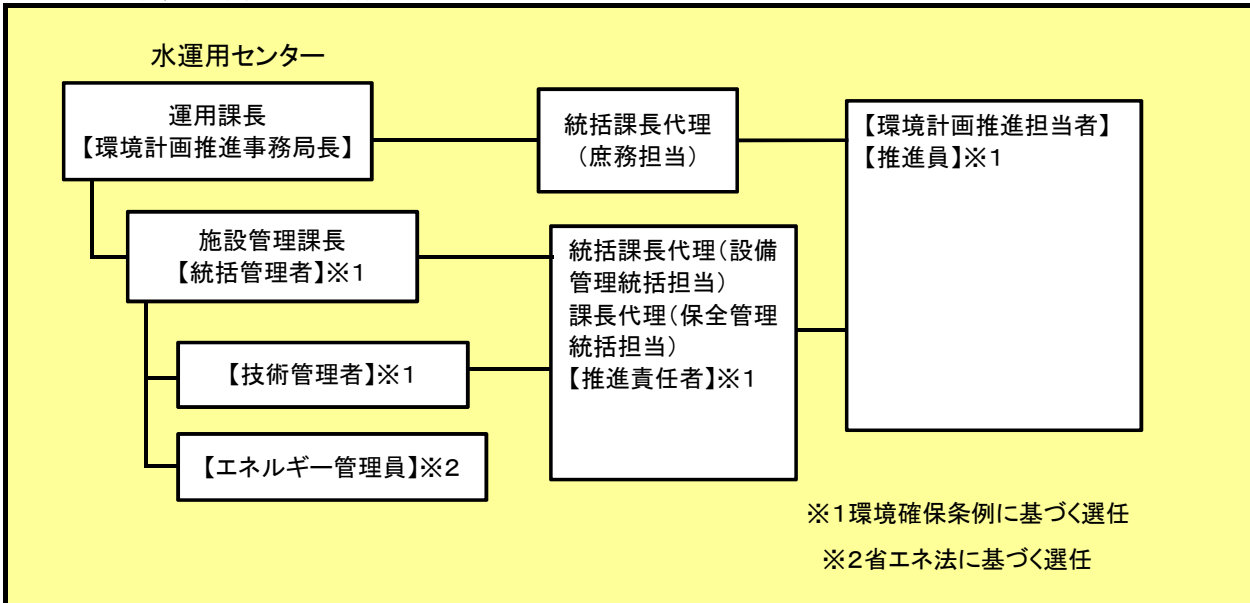 水運用センター
運用課長
【環境計画推進事務局長】
統括課長代理
(庶務担当)
【環境計画推進担当者】
【推進員】※1
施設管理課長
【統括管理者】※1
統括課長代理(設備
管理統括担当)
課長代理(保全管理
統括担当)
【推進責任者】※1
【技術管理者】※1
【エネルギー管理員】※2
※1環境確保条例に基づく選任
※2省エネ法に基づく選任